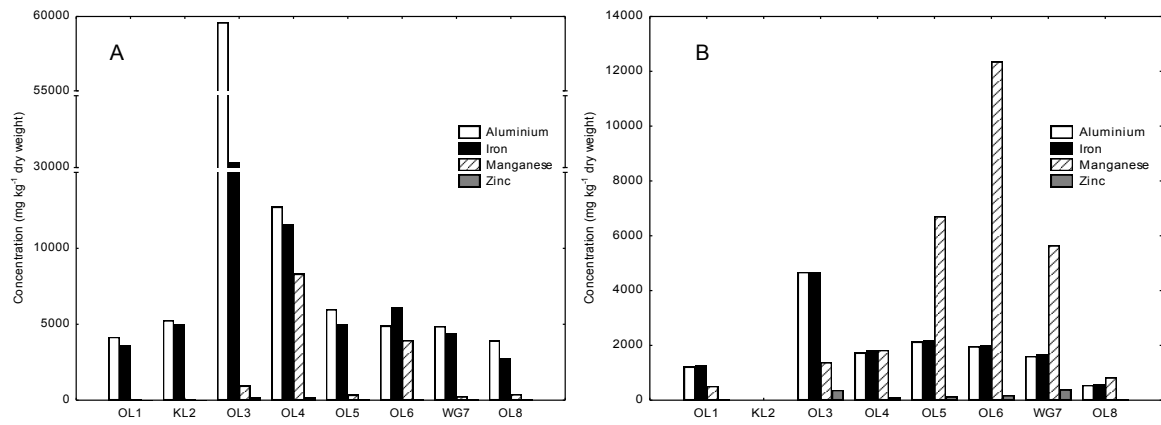 A
Concentration (mg kg⁻¹ dry weight)
60000
55000
30000
10000
5000
0
Aluminium
Iron
Manganese
Zinc
OL1 KL2 OL3 OL4 OL5 OL6 WG7 OL8
B
Concentration (mg kg⁻¹ dry weight)
14000
12000
10000
8000
6000
4000
2000
0
Aluminium
Iron
Manganese
Zinc
OL1 KL2 OL3 OL4 OL5 OL6 WG7 OL8